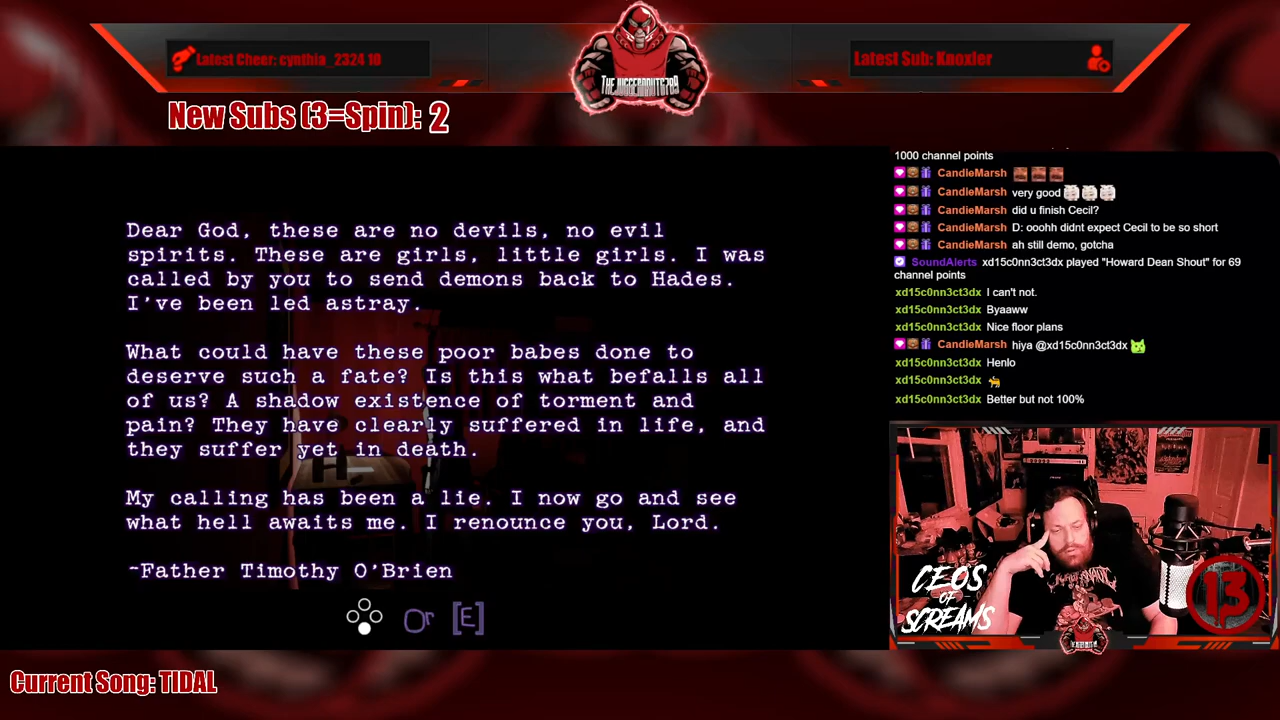 Latest Cheer: cynthia_2324 10
THEJUGGERNAUT6789
Latest Sub: Knoxler
New Subs (3=Spin): 2
Dear God, these are no devils, no evil
spirits. These are girls, little girls. I was
called by you to send demons back to Hades.
I've been led astray.
What could have these poor babes done to
deserve such a fate? Is this what befalls all
of us? A shadow existence of torment and
pain? They have clearly suffered in life, and
they suffer yet in death.
My calling has been a lie. I now go and see
what hell awaits me. I renounce you, Lord.
~Father Timothy O'Brien
Or [E]
1000 channel points
CandieMarsh
CandieMarsh very good
CandieMarsh did u finish Cecil?
CandieMarsh D: ooohh didnt expect Cecil to be so short
CandieMarsh ah still demo, gotcha
SoundAlerts xd15c0nn3ct3dx played "Howard Dean Shout" for 69
channel points
xd15c0nn3ct3dx I can't not.
xd15c0nn3ct3dx Byaaww
xd15c0nn3ct3dx Nice floor plans
CandieMarsh hiya @xd15c0nn3ct3dx
xd15c0nn3ct3dx Henlo
xd15c0nn3ct3dx
xd15c0nn3ct3dx Better but not 100%
CEOS
OF
SCREAMS
13
Current Song: TIDAL